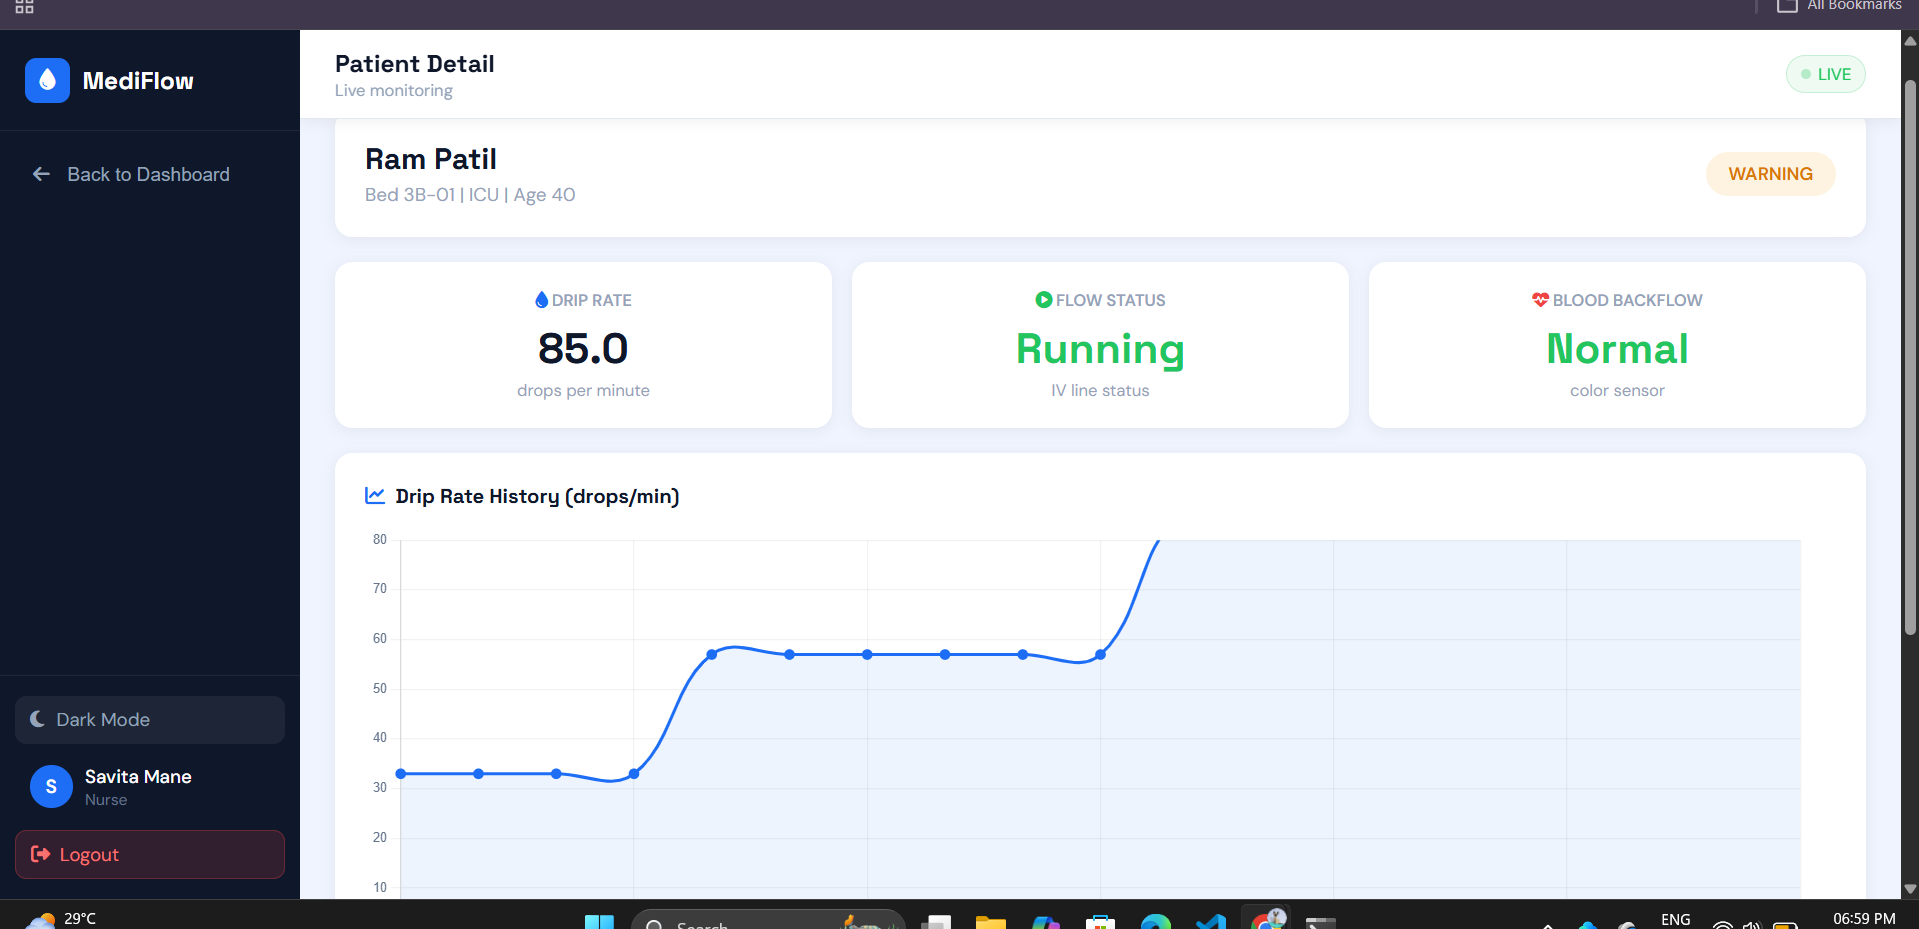 All Bookmarks
MediFlow
Back to Dashboard
Patient Detail
Live monitoring
LIVE
Ram Patil
Bed 3B-01 | ICU | Age 40
WARNING
DRIP RATE
85.0
drops per minute
FLOW STATUS
Running
IV line status
BLOOD BACKFLOW
Normal
color sensor
Drip Rate History (drops/min)
80
70
60
50
40
30
20
10
Dark Mode
S
Savita Mane
Nurse
Logout
29°C
Search
ENG
06:59 PM